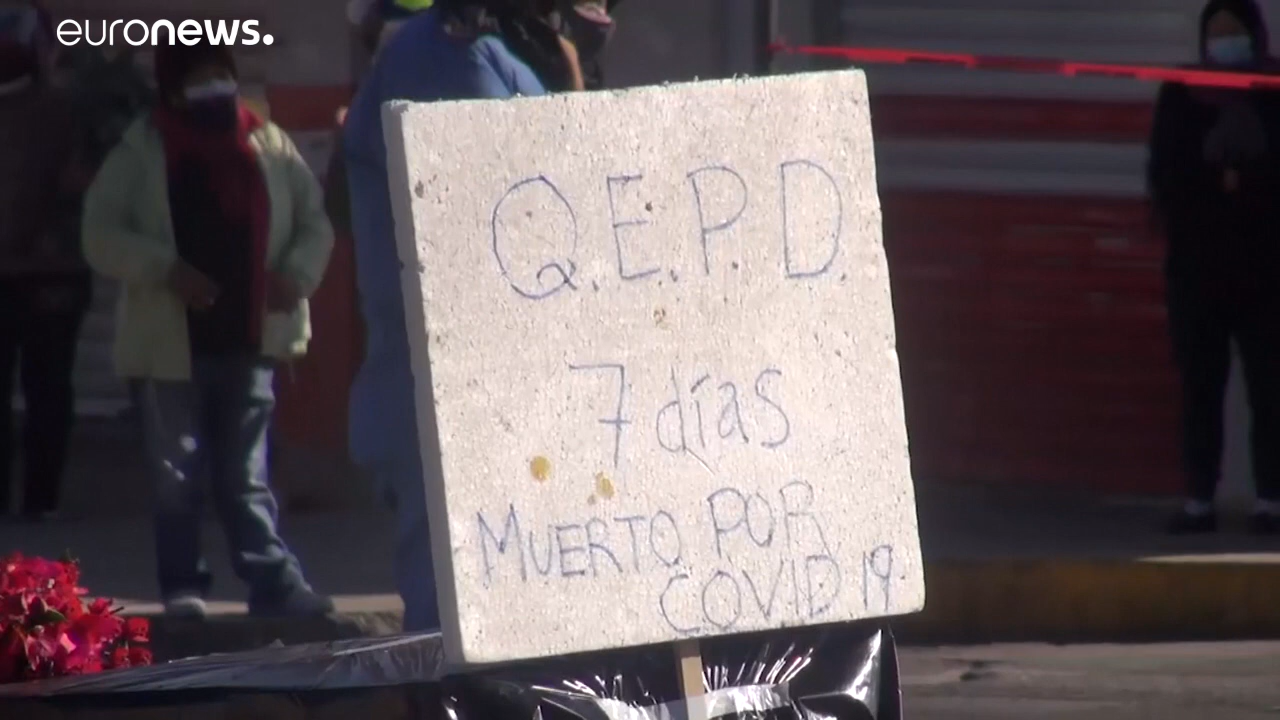 euronews.
Q.E.P.D.
7 días
MUERTO POR
COVID 19